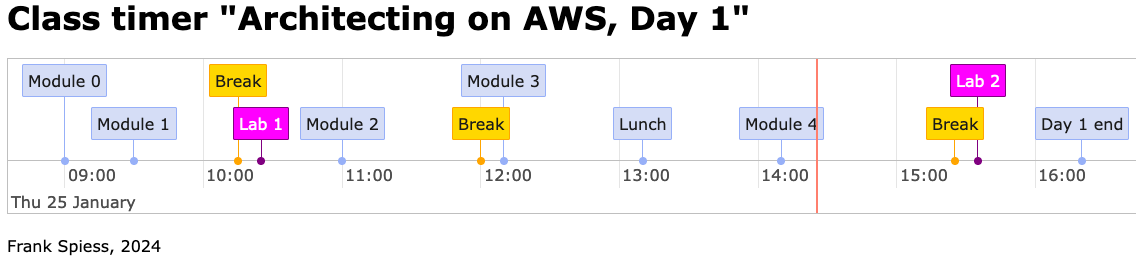 Class timer "Architecting on AWS, Day 1"
Module 0
Break
Module 3
Lab 2
Module 1
Lab 1
Module 2
Break
Lunch
Module 4
Break
Day 1 end
09:00
10:00
11:00
12:00
13:00
14:00
15:00
16:00
Thu 25 January
Frank Spiess, 2024